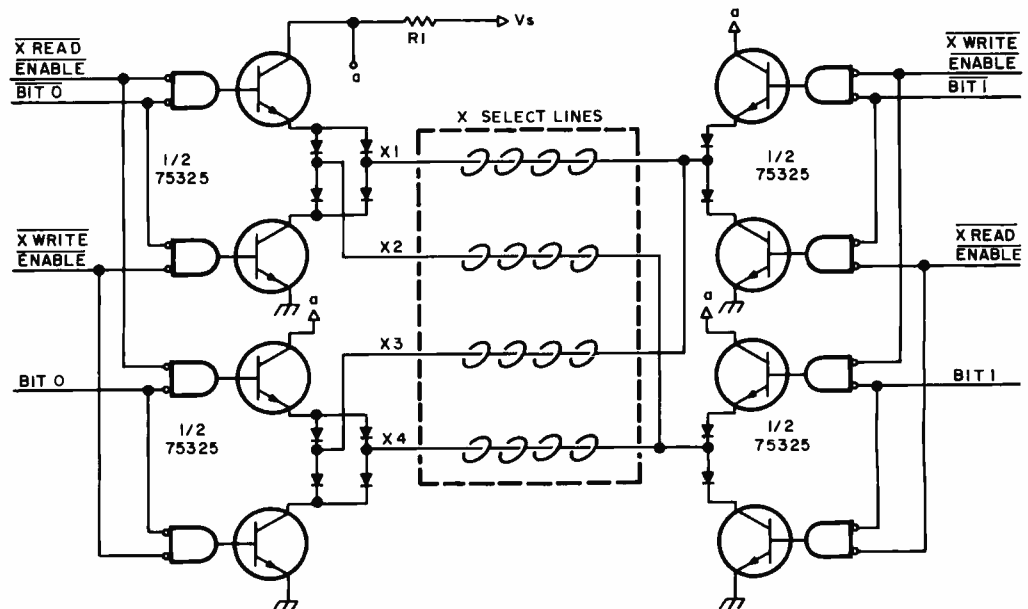 R1
Vs
a
a
X READ
ENABLE
BIT 0
X WRITE
ENABLE
BIT 1
X SELECT LINES
1/2
75325
X1
1/2
75325
X WRITE
ENABLE
X2
X READ
ENABLE
a
a
X3
BIT 0
BIT 1
1/2
75325
X4
1/2
75325